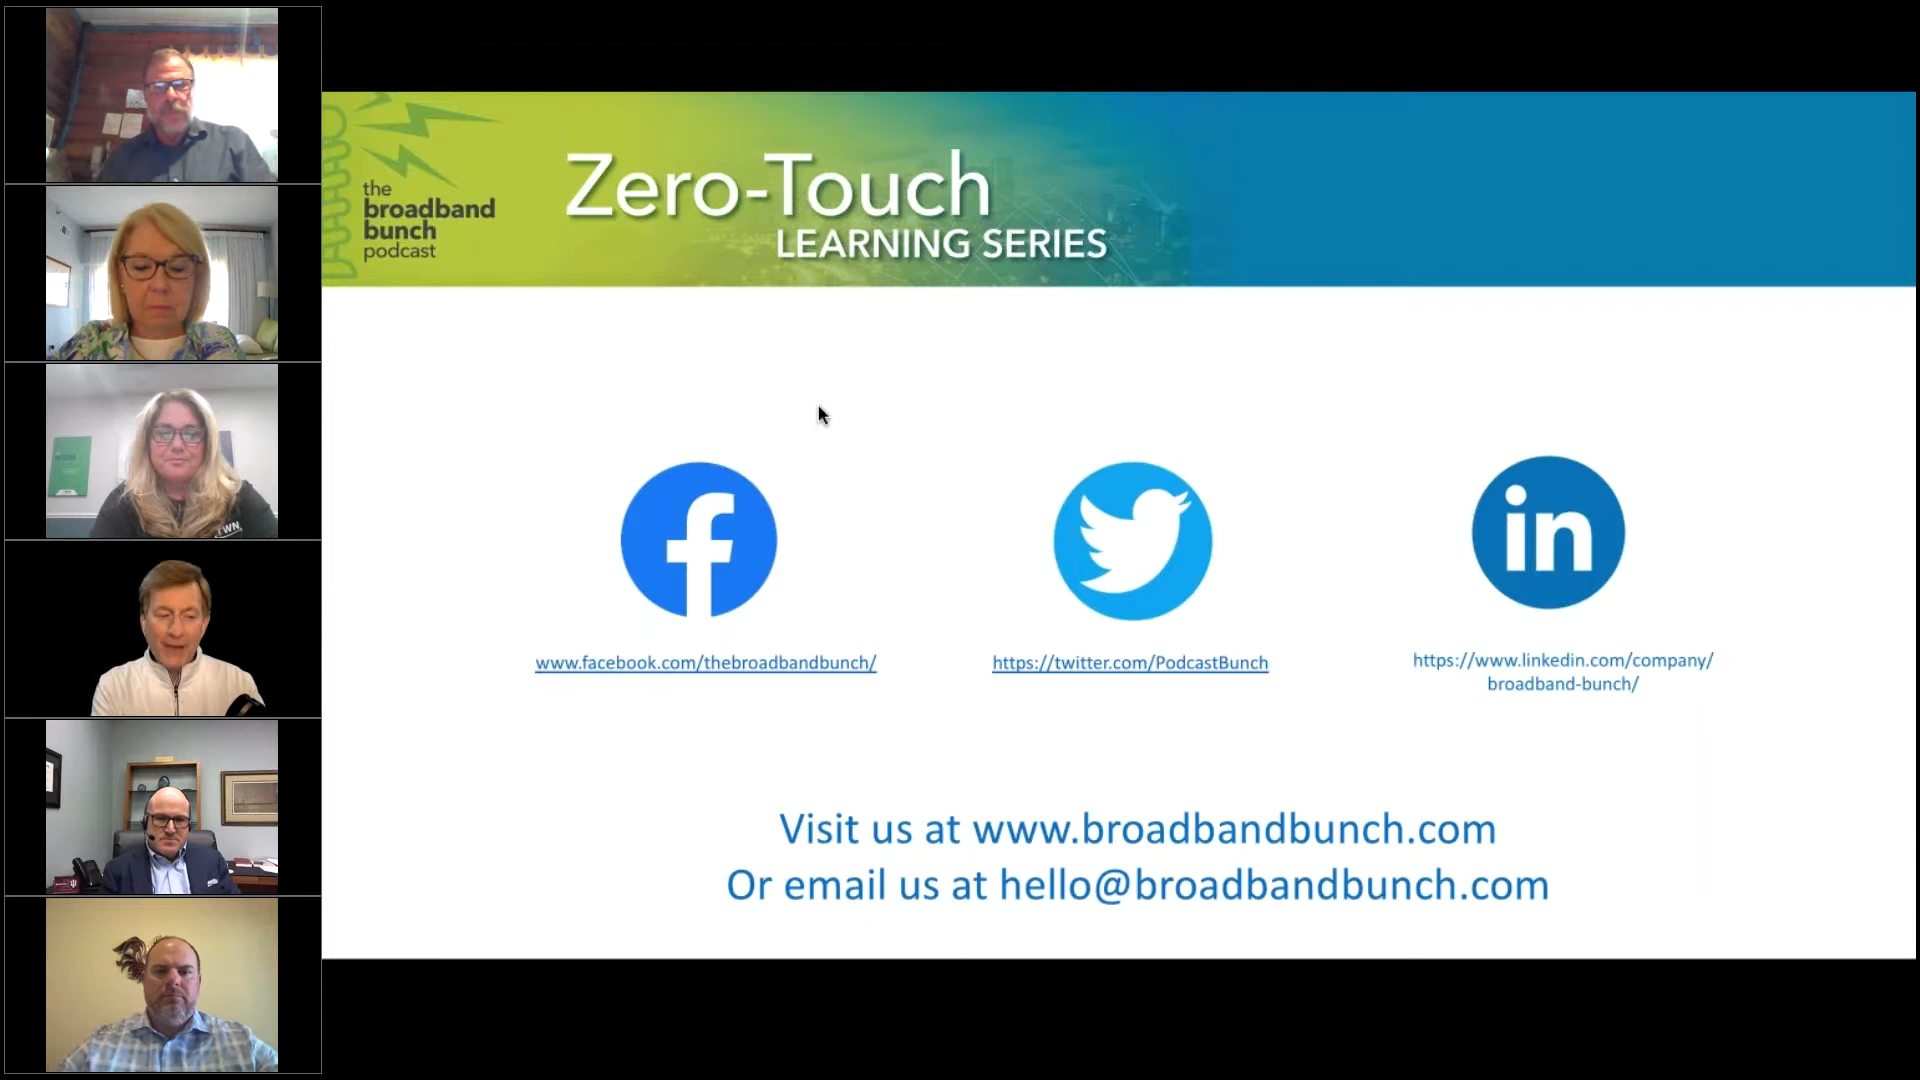 the
broadband
bunch
podcast
Zero-Touch
LEARNING SERIES
www.facebook.com/thebroadbandbunch/
https://twitter.com/PodcastBunch
https://www.linkedin.com/company/
broadband-bunch/
Visit us at www.broadbandbunch.com
Or email us at hello@broadbandbunch.com